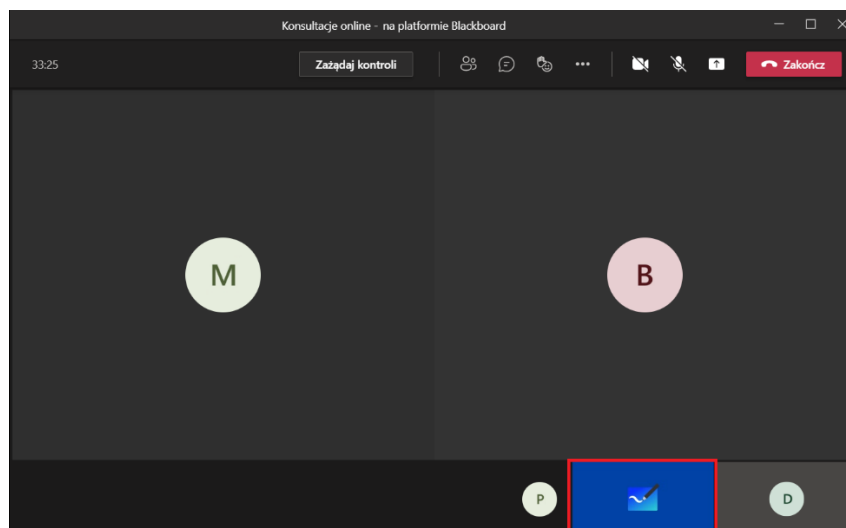 Konsultacje online - na platformie Blackboard
33:25
Zażądaj kontroli
Zakończ
M
B
P
D